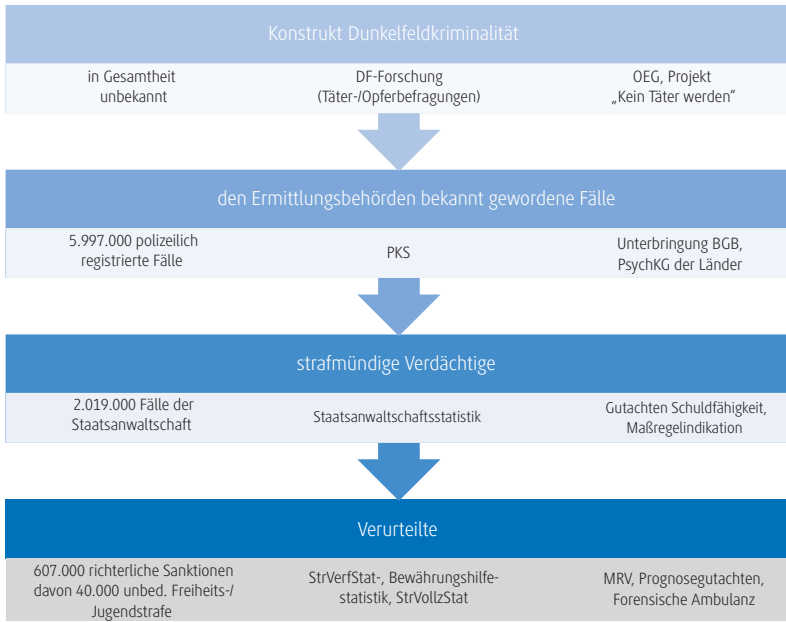 Konstrukt Dunkelfeldkriminalität
in Gesamtheit
unbekannt
DF-Forschung
(Täter-/Opferbefragungen)
OEG, Projekt
„Kein Täter werden“
den Ermittlungsbehörden bekannt gewordene Fälle
5.997.000 polizeilich
registrierte Fälle
PKS
Unterbringung BGB,
PsychKG der Länder
strafmündige Verdächtige
2.019.000 Fälle der
Staatsanwaltschaft
Staatsanwaltschaftsstatistik
Gutachten Schuldfähigkeit,
Maßregelindikation
Verurteilte
607.000 richterliche Sanktionen
davon 40.000 unbed. Freiheits-/
Jugendstrafe
StrVerfStat-, Bewährungshilfe-
statistik, StrVollzStat
MRV, Prognosegutachten,
Forensische Ambulanz